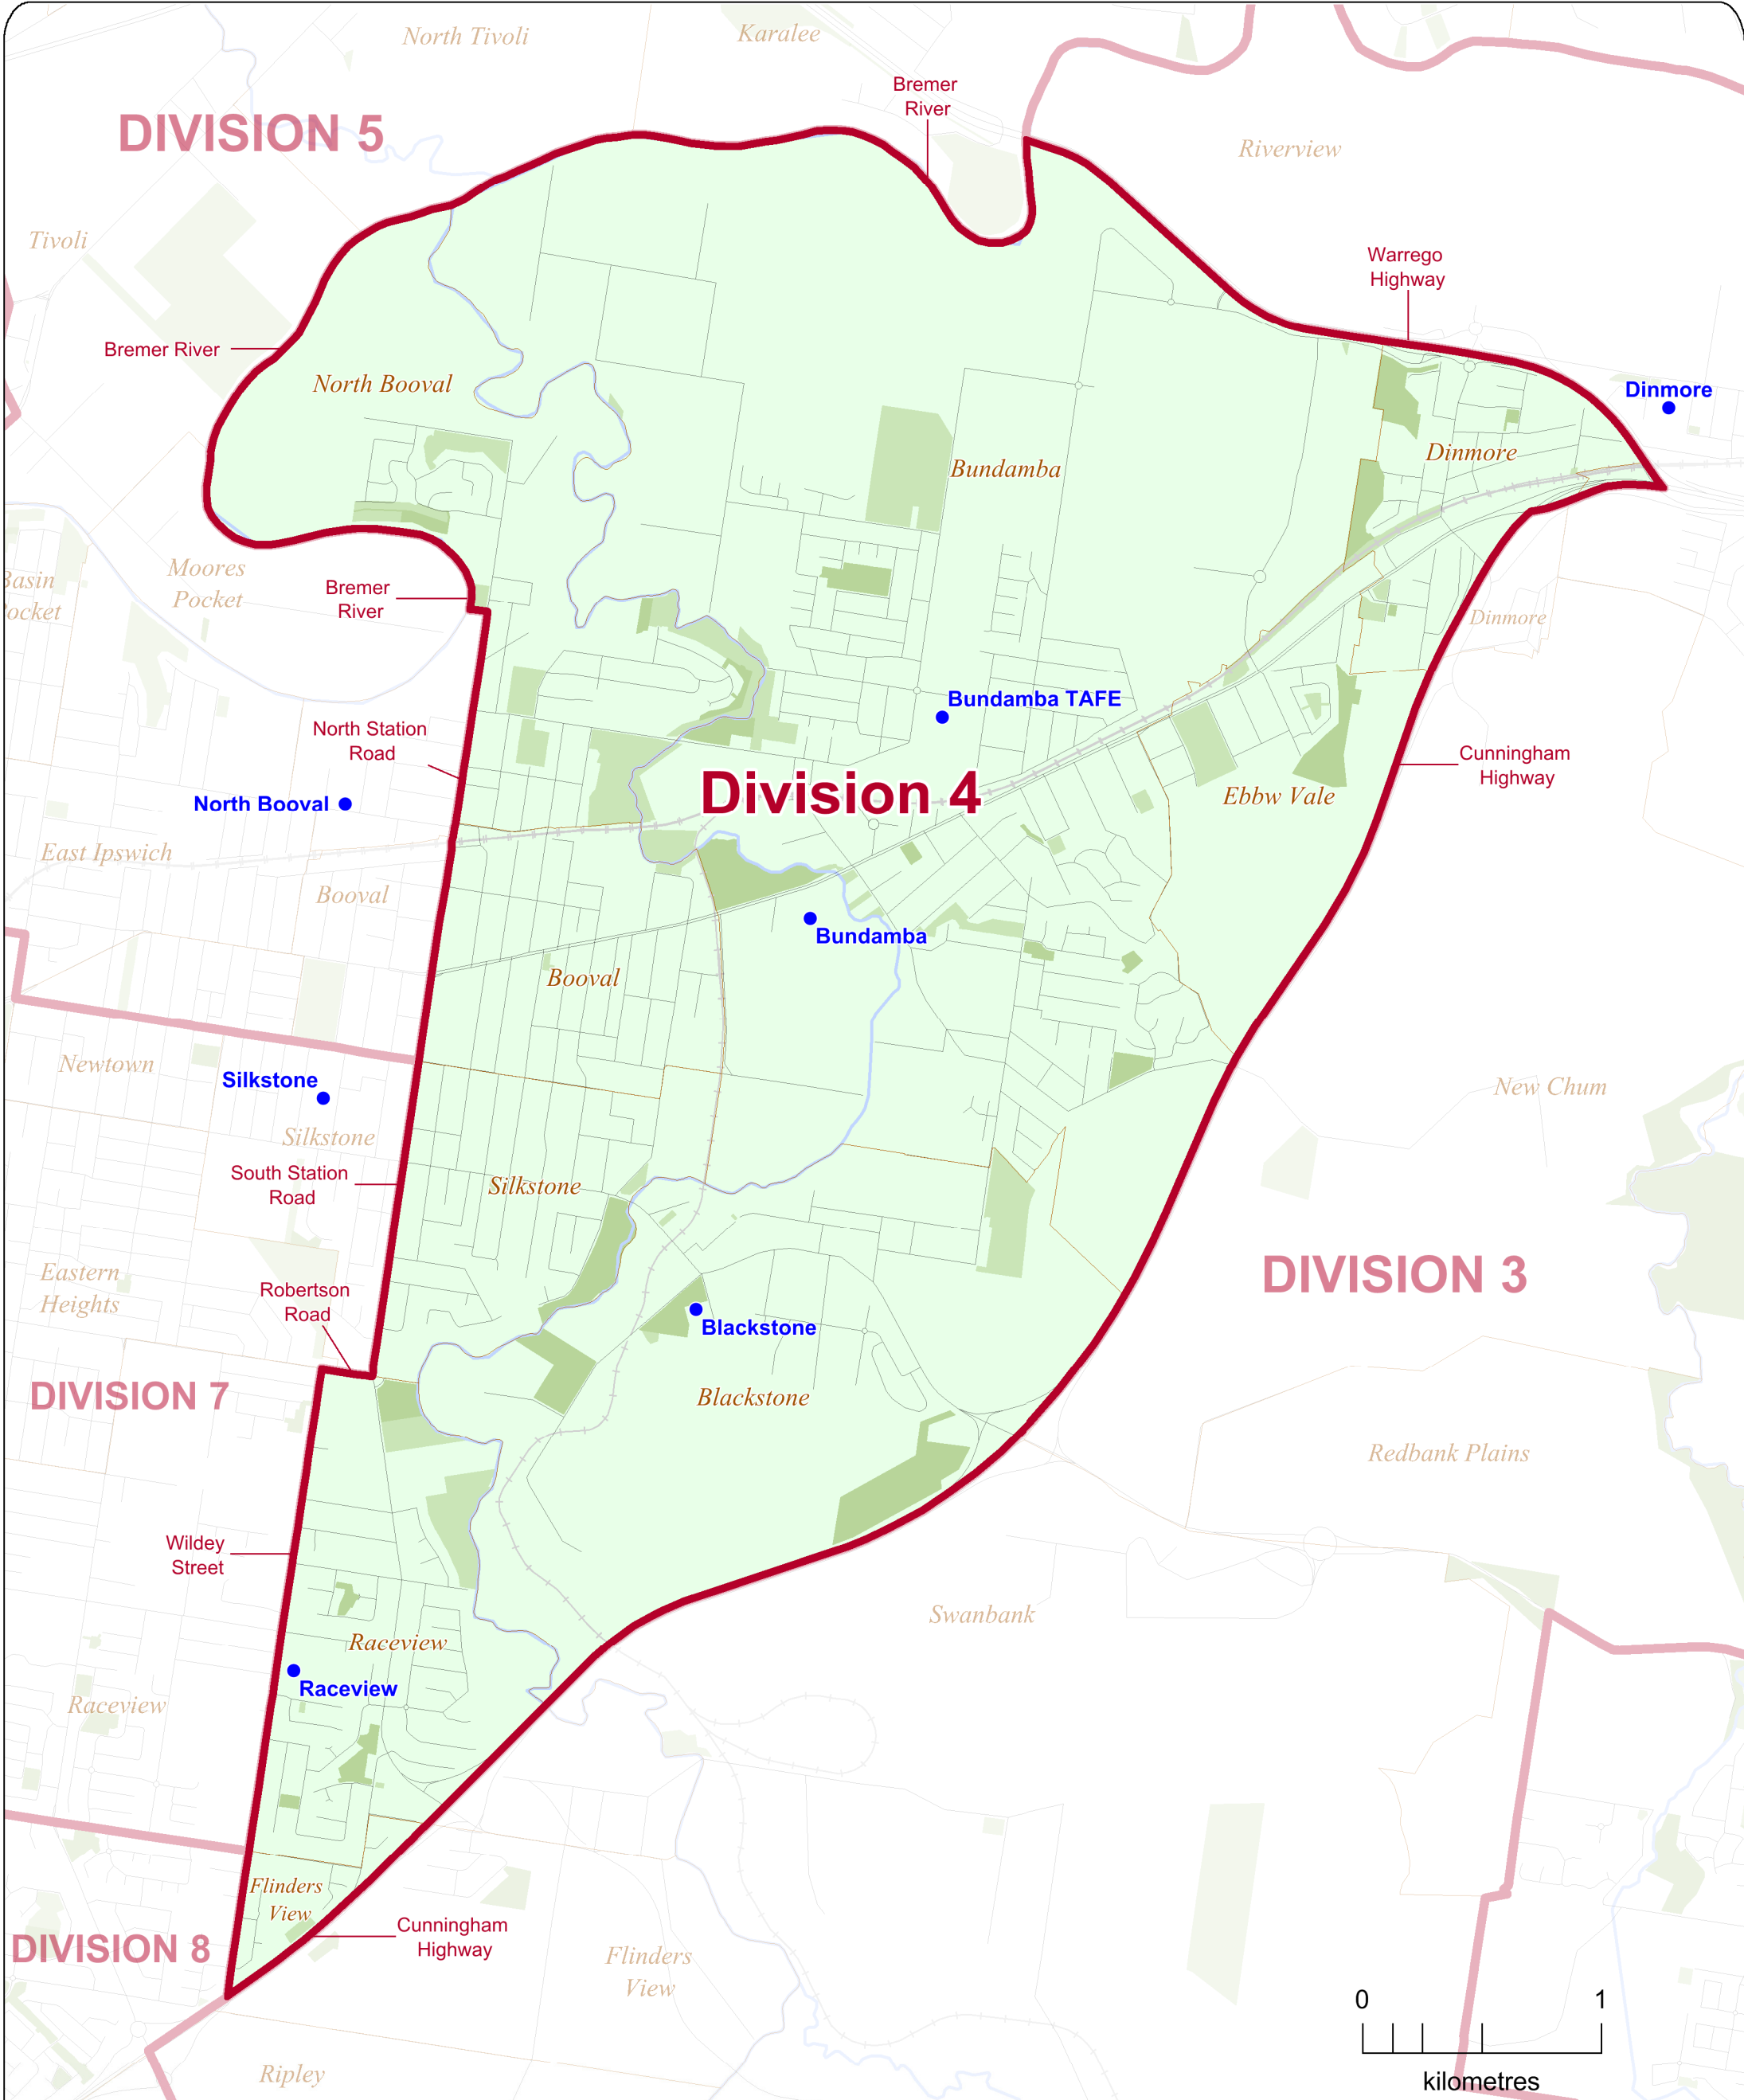 North Tivoli
Karalee
Bremer
River
DIVISION 5
Riverview
Tivoli
Warrego
Highway
Bremer River
North Booval
Dinmore
Bundamba
Dinmore
Moores
Pocket
Basin
Pocket
Bremer
River
Dinmore
Bundamba TAFE
North Station
Road
Cunningham
Highway
Division 4
North Booval
Ebbw Vale
East Ipswich
Booval
Bundamba
Booval
Newtown
Silkstone
New Chum
Silkstone
South Station
Road
Silkstone
Eastern
Heights
DIVISION 3
Robertson
Road
Blackstone
DIVISION 7
Blackstone
Redbank Plains
Wildey
Street
Swanbank
Raceview
Raceview
Raceview
Flinders
View
Cunningham
Highway
DIVISION 8
Flinders
View
0 1
kilometres
Ripley